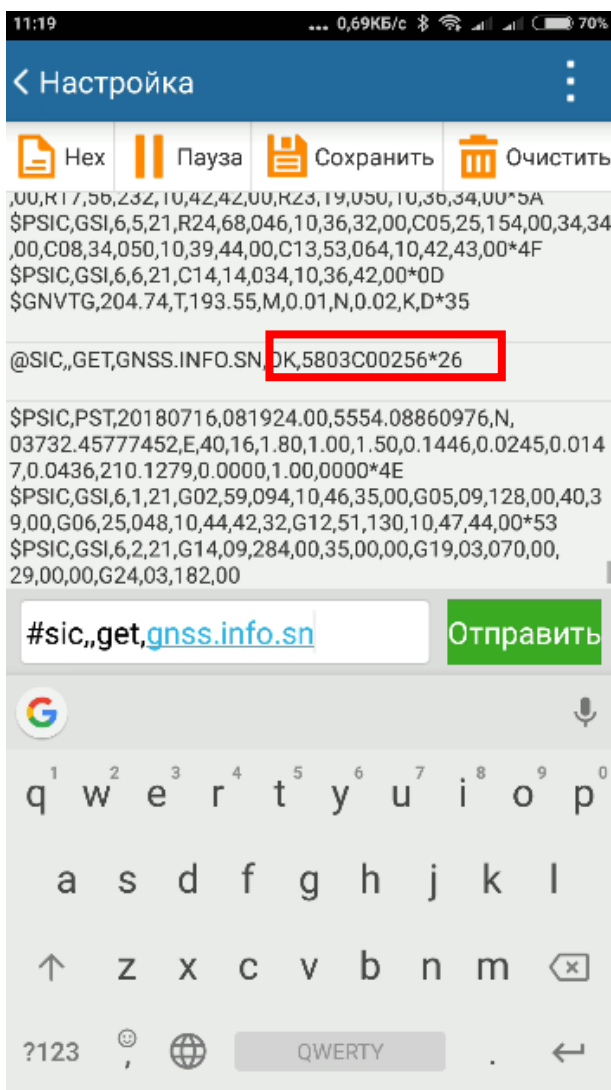 11:19 ... 0,69КБ/с 70%
< Настройка
Hex Пауза Сохранить Очистить
,00,R17,56,232,10,42,42,00,R23,19,050,10,36,34,00*5A
$PSIC,GSI,6,5,21,R24,68,046,10,36,32,00,C05,25,154,00,34,34
,00,C08,34,050,10,39,44,00,C13,53,064,10,42,43,00*4F
$PSIC,GSI,6,6,21,C14,14,034,10,36,42,00*0D
$GNVTG,204.74,T,193.55,M,0.01,N,0.02,K,D*35
@SIC,,GET,GNSS.INFO.SN,OK,5803C00256*26
$PSIC,PST,20180716,081924.00,5554.08860976,N,
03732.45777452,E,40,16,1.80,1.00,1.50,0.1446,0.0245,0.014
7,0.0436,210.1279,0.0000,1.00,0000*4E
$PSIC,GSI,6,1,21,G02,59,094,10,46,35,00,G05,09,128,00,40,3
9,00,G06,25,048,10,44,42,32,G12,51,130,10,47,44,00*53
$PSIC,GSI,6,2,21,G14,09,284,00,35,00,00,G19,03,070,00,
29,00,00,G24,03,182,00
#sic,,get,gnss.info.sn Отправить
G
q 1 w 2 e 3 r 4 t 5 y 6 u 7 i 8 o 9 p 0
a s d f g h j k l
z x c v b n m
?123 , QWERTY .